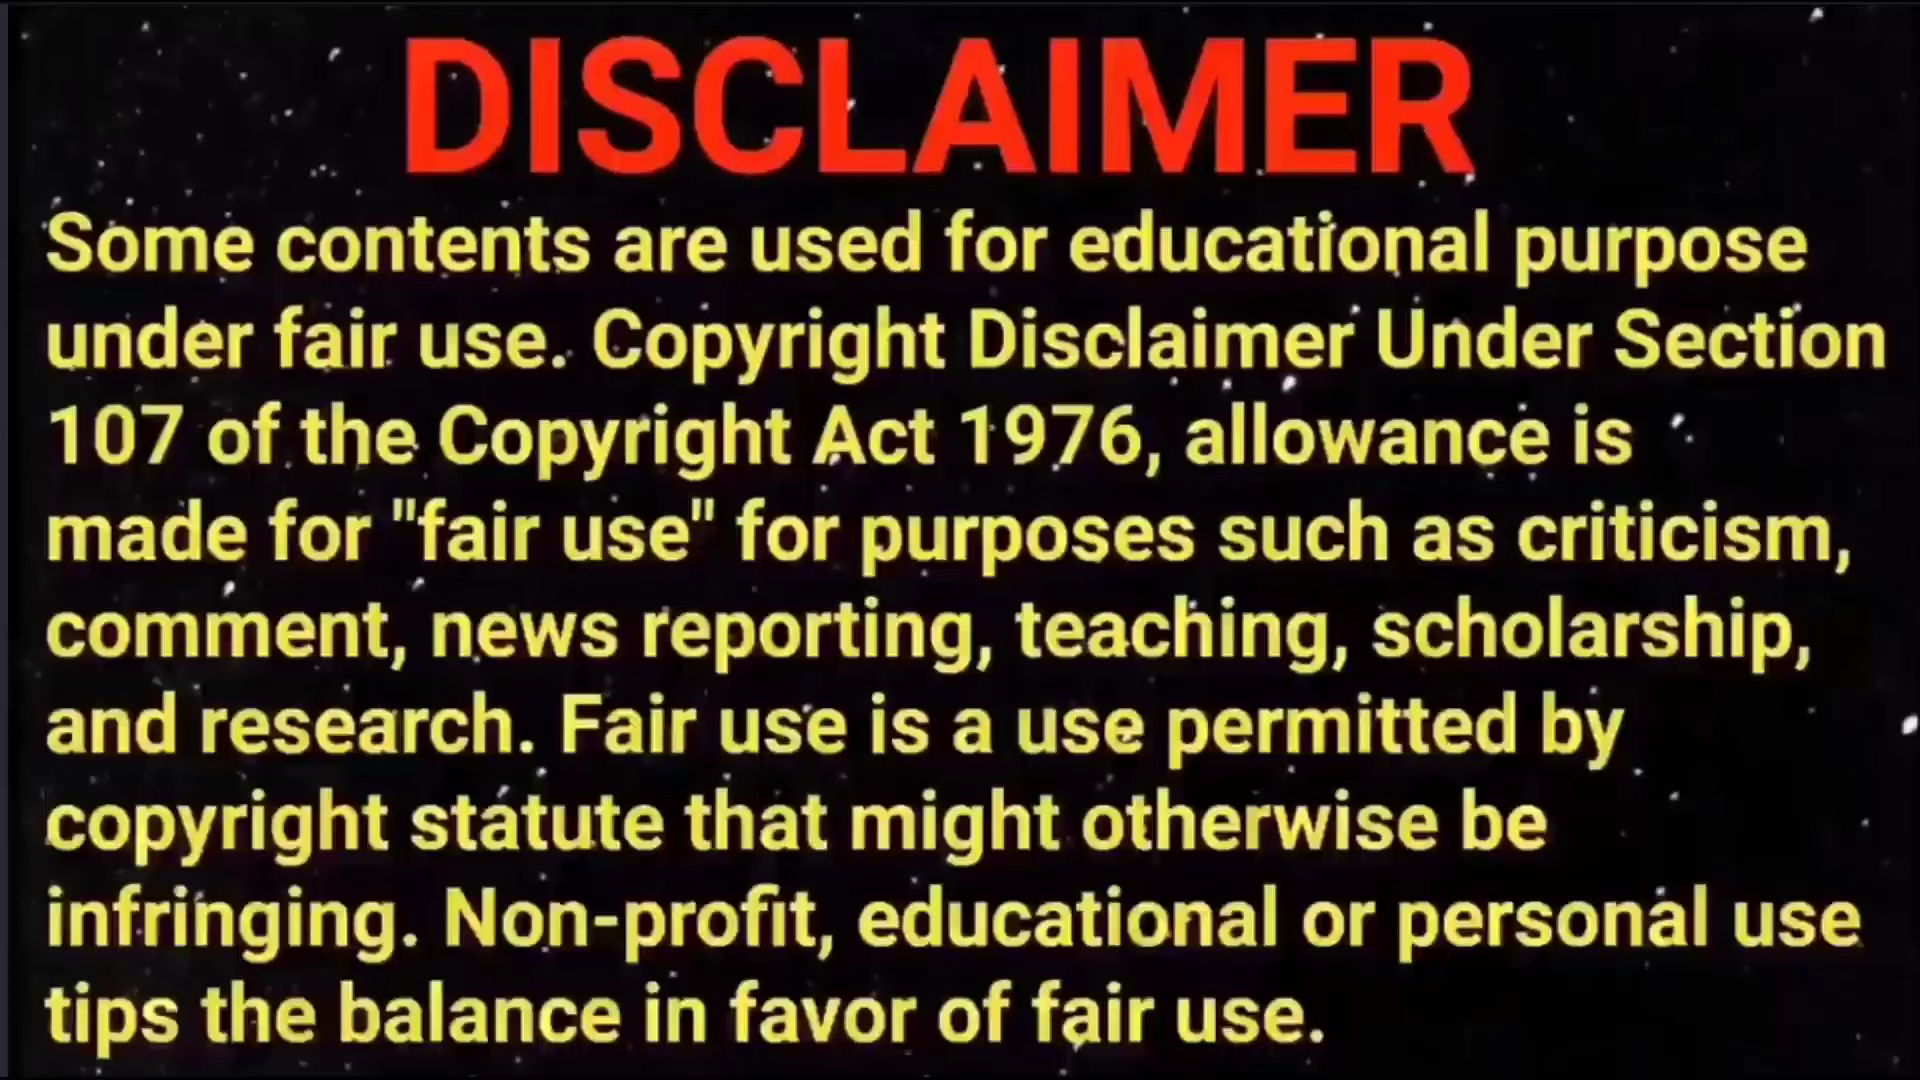 DISCLAIMER
Some contents are used for educational purpose
under fair use. Copyright Disclaimer Under Section
107 of the Copyright Act 1976, allowance is
made for "fair use" for purposes such as criticism,
comment, news reporting, teaching, scholarship,
and research. Fair use is a use permitted by
copyright statute that might otherwise be
infringing. Non-profit, educational or personal use
tips the balance in favor of fair use.